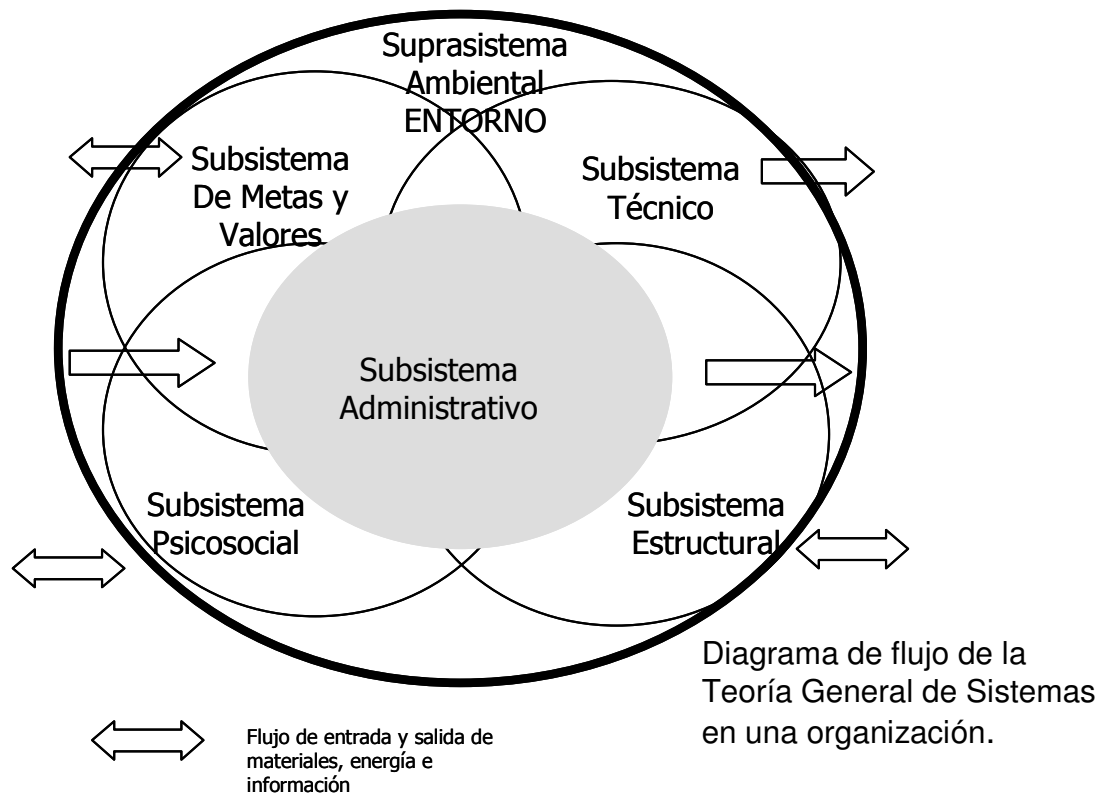 Suprasistema
Ambiental
ENTORNO
Subsistema
De Metas y
Valores
Subsistema
Técnico
Subsistema
Administrativo
Subsistema
Psicosocial
Subsistema
Estructural
Diagrama de flujo de la
Teoría General de Sistemas
en una organización.
Flujo de entrada y salida de
materiales, energía e
información